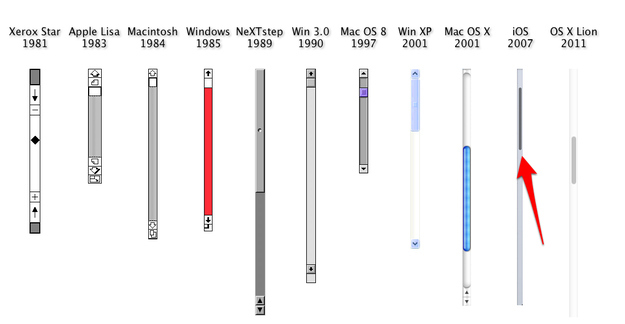 Xerox Star
1981
Apple Lisa
1983
Macintosh
1984
Windows
1985
NeXTstep
1989
Win 3.0
1990
Mac OS 8
1997
Win XP
2001
Mac OS X
2001
iOS
2007
OS X Lion
2011